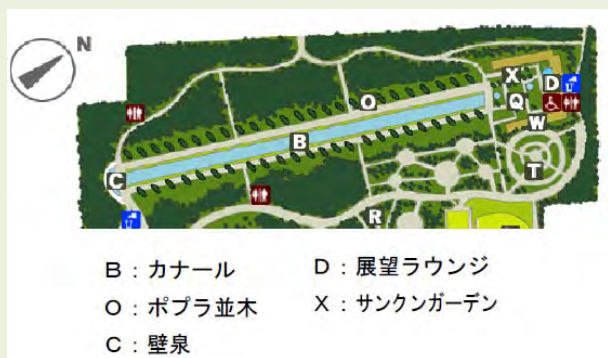 N
X D
O Q
W
B
T
C
R
B：カナール
O：ポプラ並木
C：壁泉
D：展望ラウンジ
X：サンクンガーデン